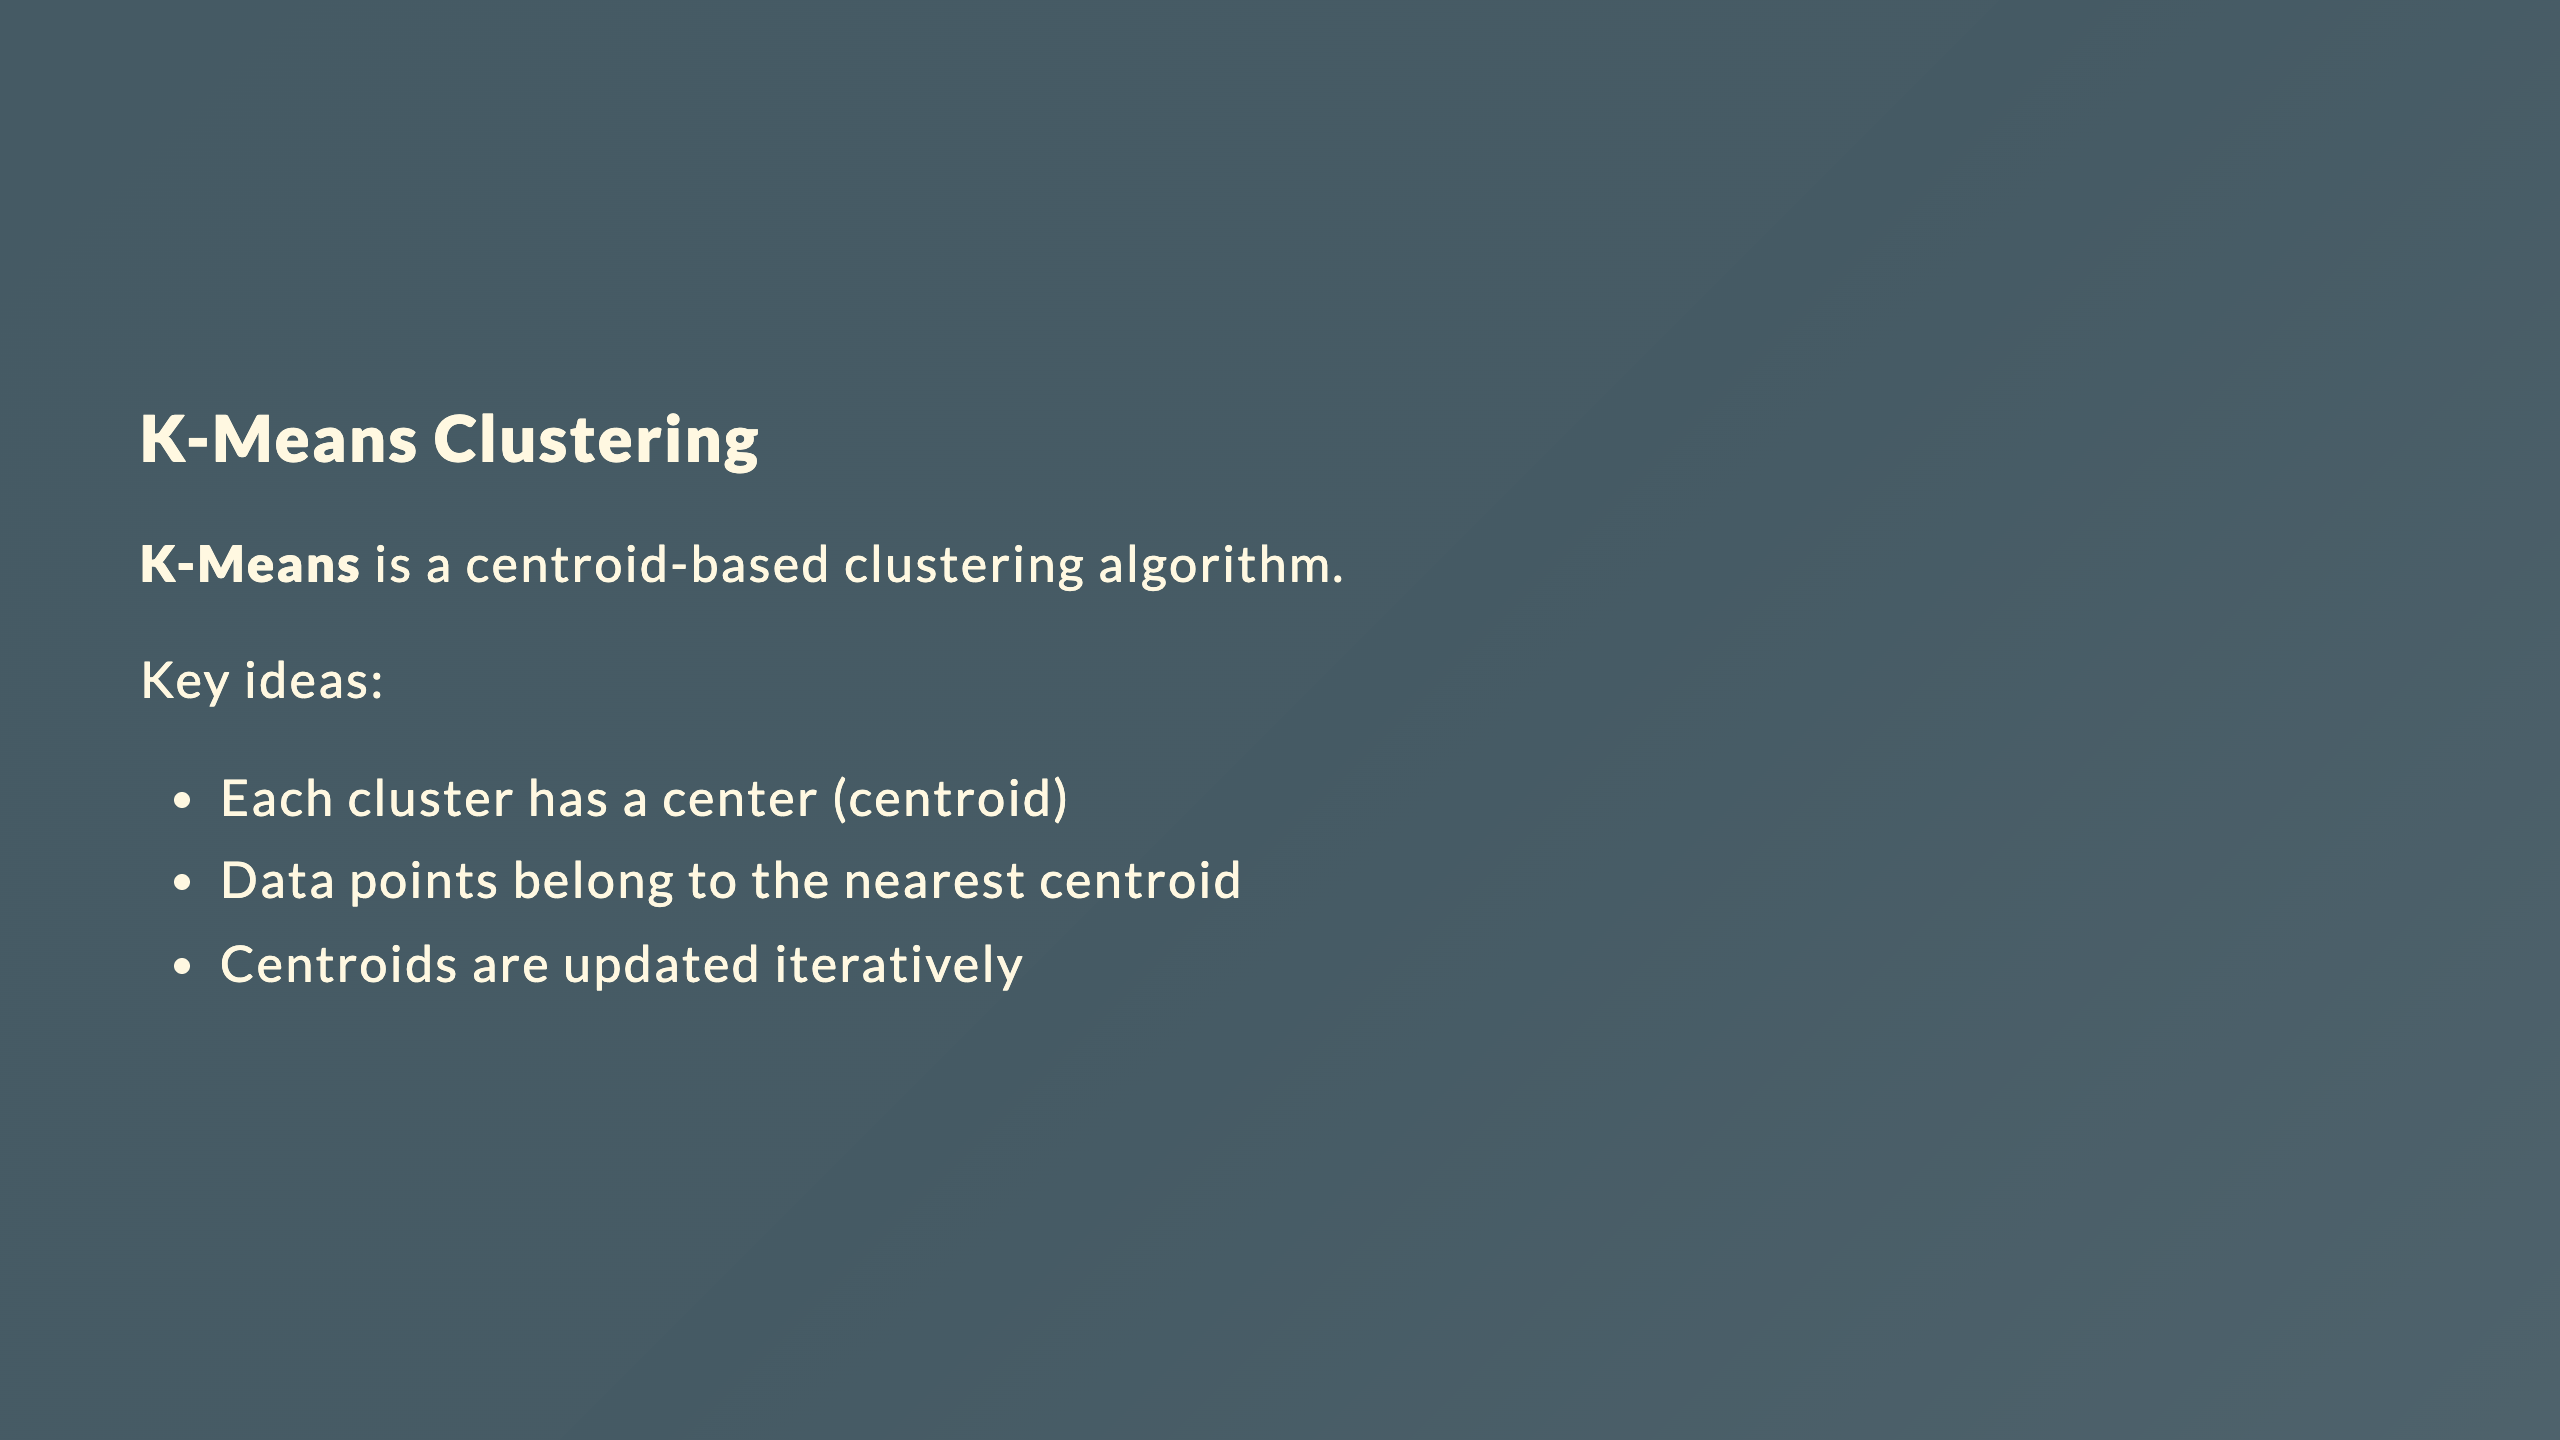 K-Means Clustering
K-Means is a centroid-based clustering algorithm.
Key ideas:
• Each cluster has a center (centroid)
• Data points belong to the nearest centroid
• Centroids are updated iteratively